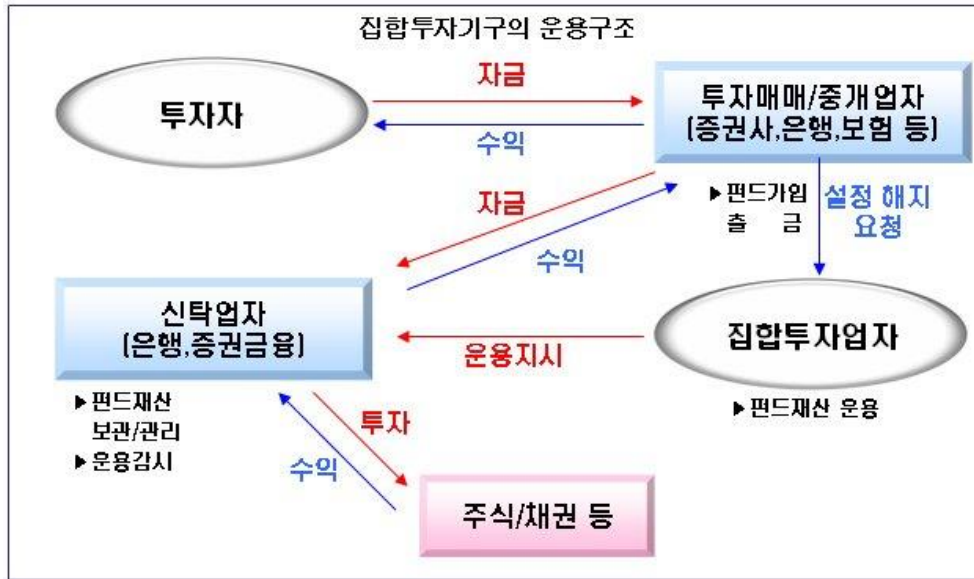 집합투자기구의 운용구조
투자자
자금
수익
투자매매/중개업자
(증권사,은행,보험 등)
▶펀드가입
출 금
설정 해지
요청
자금
수익
신탁업자
(은행,증권금융)
운용지시
집합투자업자
▶펀드재산 운용
▶펀드재산
보관/관리
▶운용감시
투자
수익
주식/채권 등